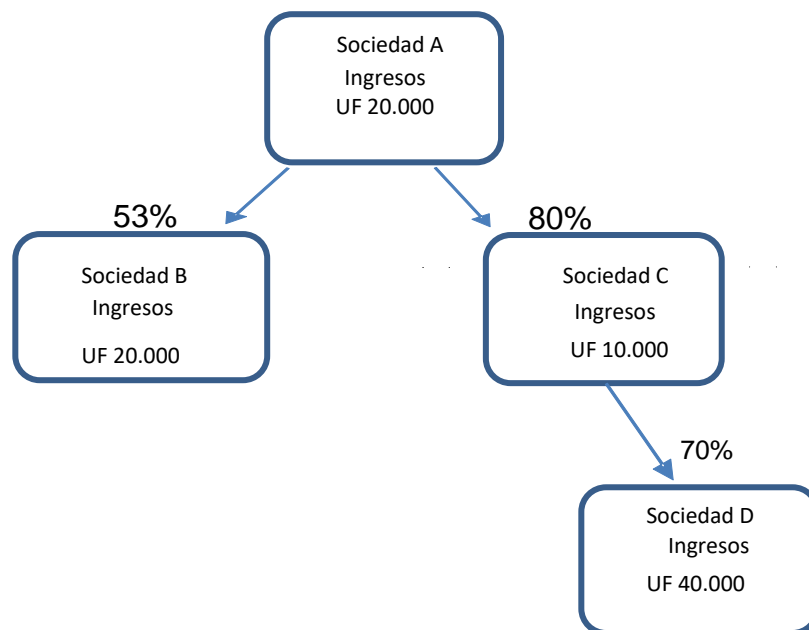 Sociedad A
Ingresos
UF 20.000
53%
80%
Sociedad B
Ingresos
UF 20.000
Sociedad C
Ingresos
UF 10.000
70%
Sociedad D
Ingresos
UF 40.000